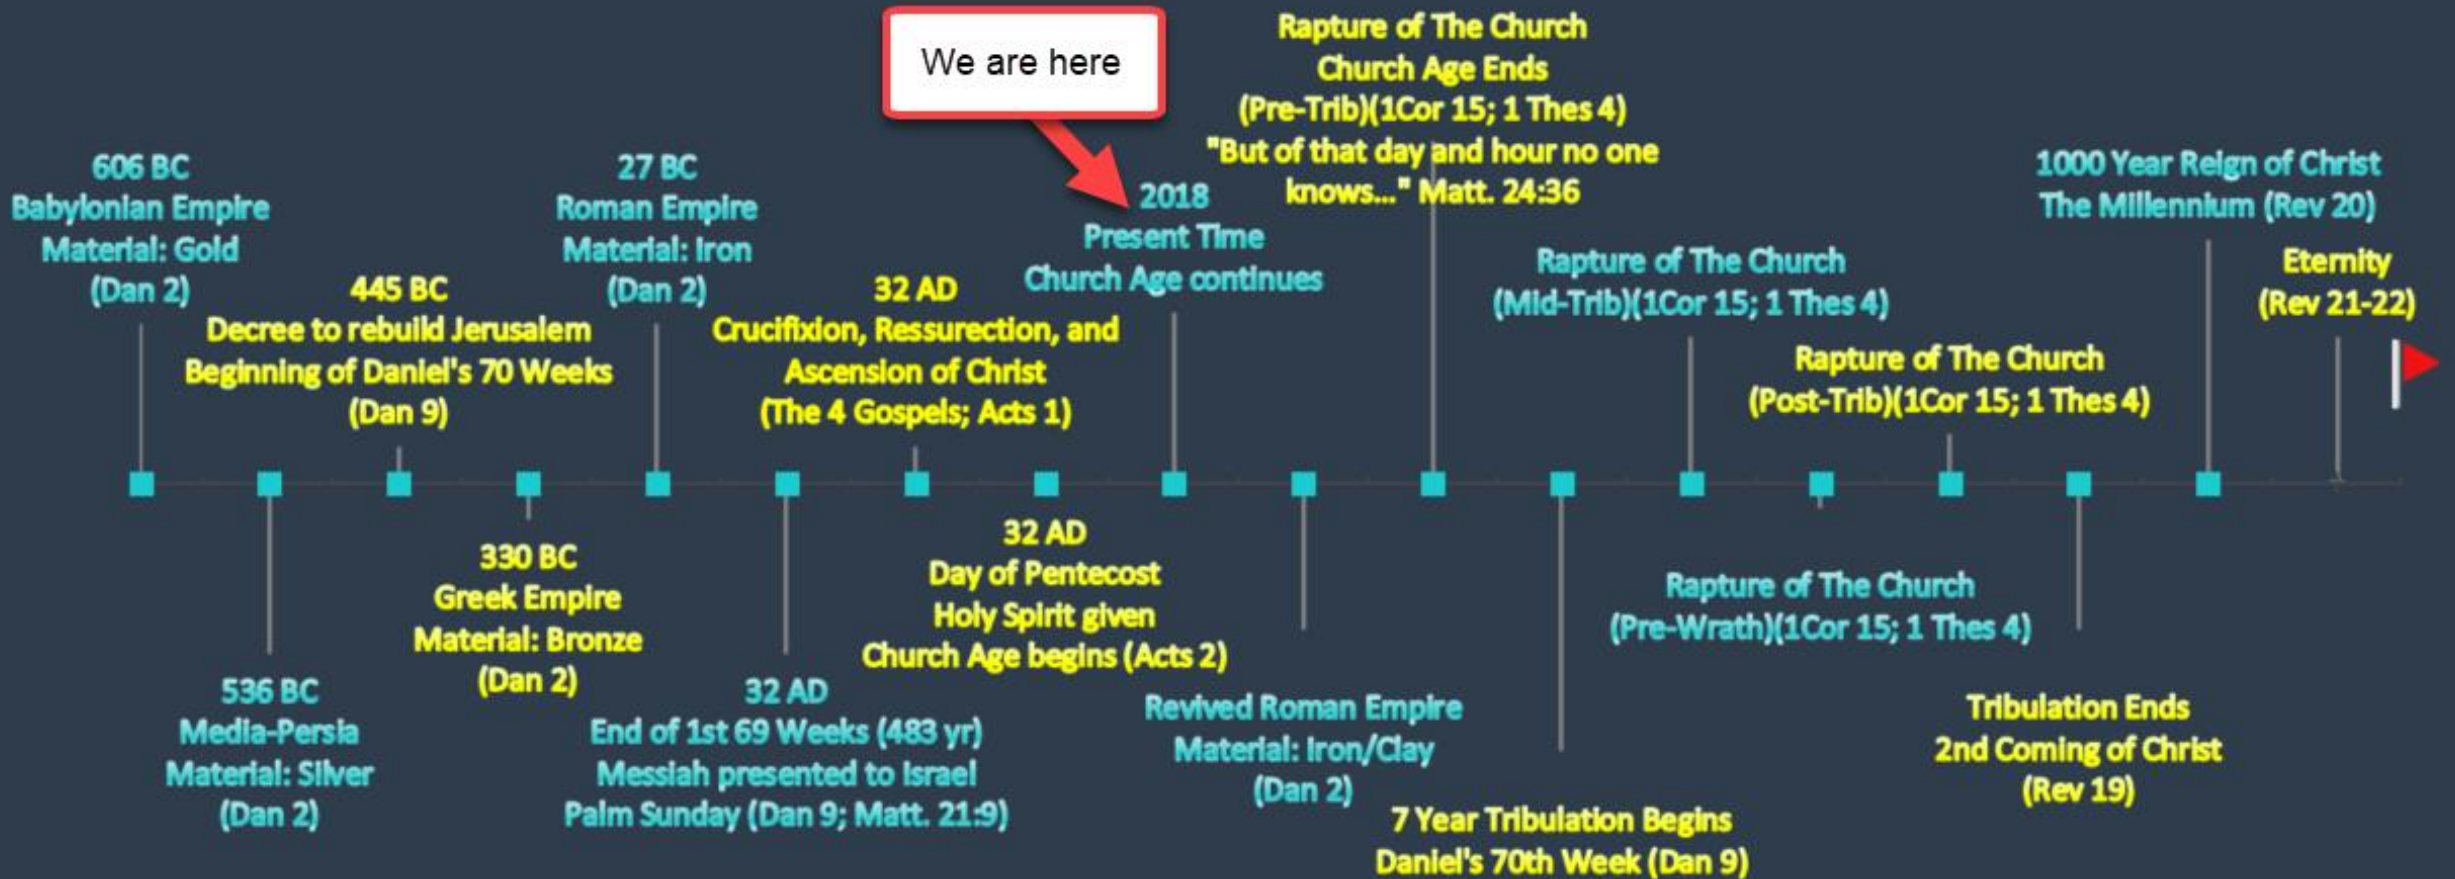 We are here
606 BC
Babylonian Empire
Material: Gold
(Dan 2)
536 BC
Media-Persia
Material: Silver
(Dan 2)
445 BC
Decree to rebuild Jerusalem
Beginning of Daniel's 70 Weeks
(Dan 9)
330 BC
Greek Empire
Material: Bronze
(Dan 2)
27 BC
Roman Empire
Material: Iron
(Dan 2)
32 AD
End of 1st 69 Weeks (483 yr)
Messiah presented to Israel
Palm Sunday (Dan 9; Matt. 21:9)
32 AD
Crucifixion, Ressurection, and
Ascension of Christ
(The 4 Gospels; Acts 1)
32 AD
Day of Pentecost
Holy Spirit given
Church Age begins (Acts 2)
2018
Present Time
Church Age continues
Revived Roman Empire
Material: Iron/Clay
(Dan 2)
Rapture of The Church
Church Age Ends
(Pre-Trib)(1Cor 15; 1 Thes 4)
"But of that day and hour no one
knows..." Matt. 24:36
7 Year Tribulation Begins
Daniel's 70th Week (Dan 9)
Rapture of The Church
(Mid-Trib)(1Cor 15; 1 Thes 4)
Rapture of The Church
(Pre-Wrath)(1Cor 15; 1 Thes 4)
Rapture of The Church
(Post-Trib)(1Cor 15; 1 Thes 4)
Tribulation Ends
2nd Coming of Christ
(Rev 19)
1000 Year Reign of Christ
The Millennium (Rev 20)
Eternity
(Rev 21-22)